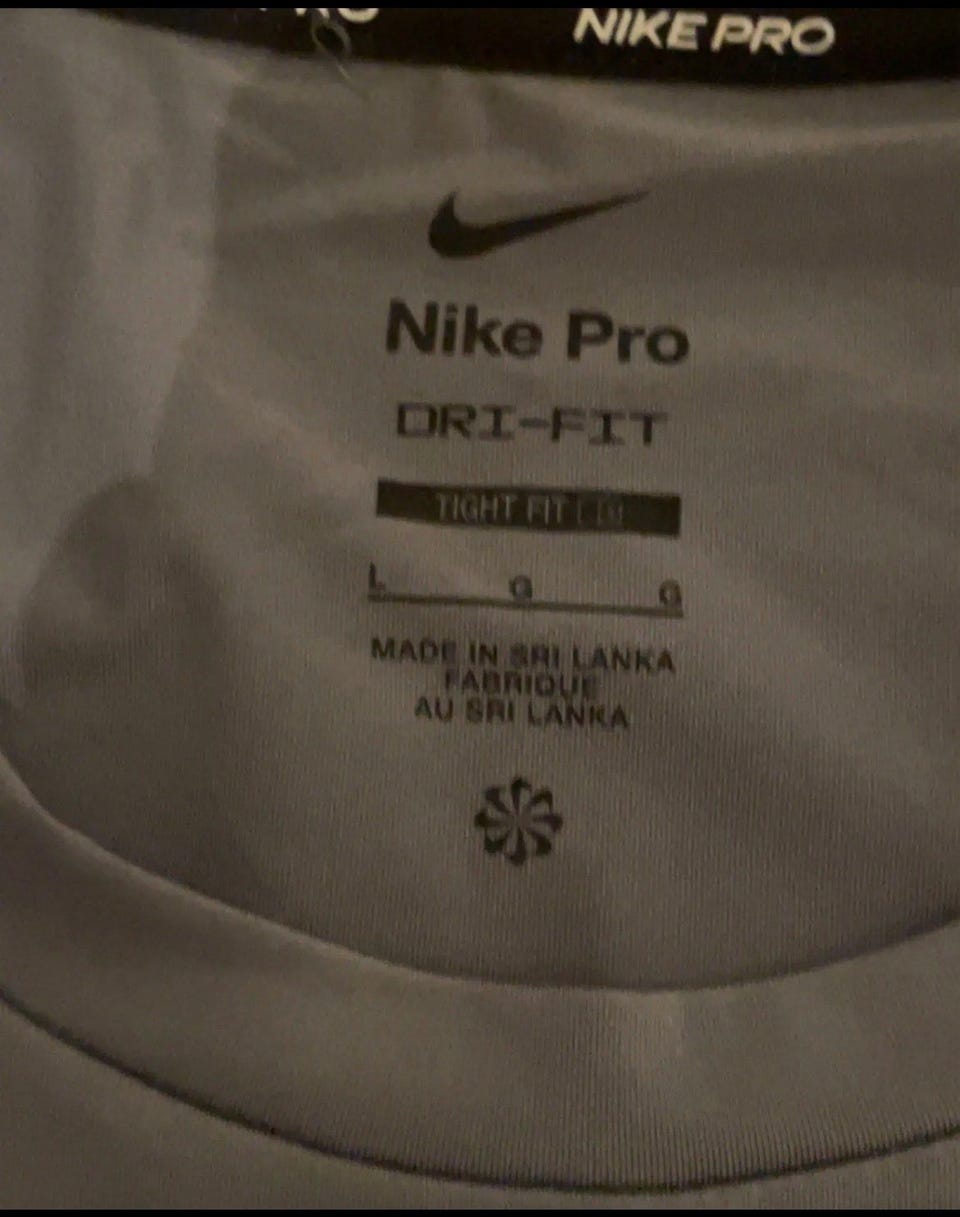 NIKE PRO
Nike Pro
DRI-FIT
TIGHT FIT
L G G
MADE IN SRI LANKA
FABRIQUE
AU SRI LANKA